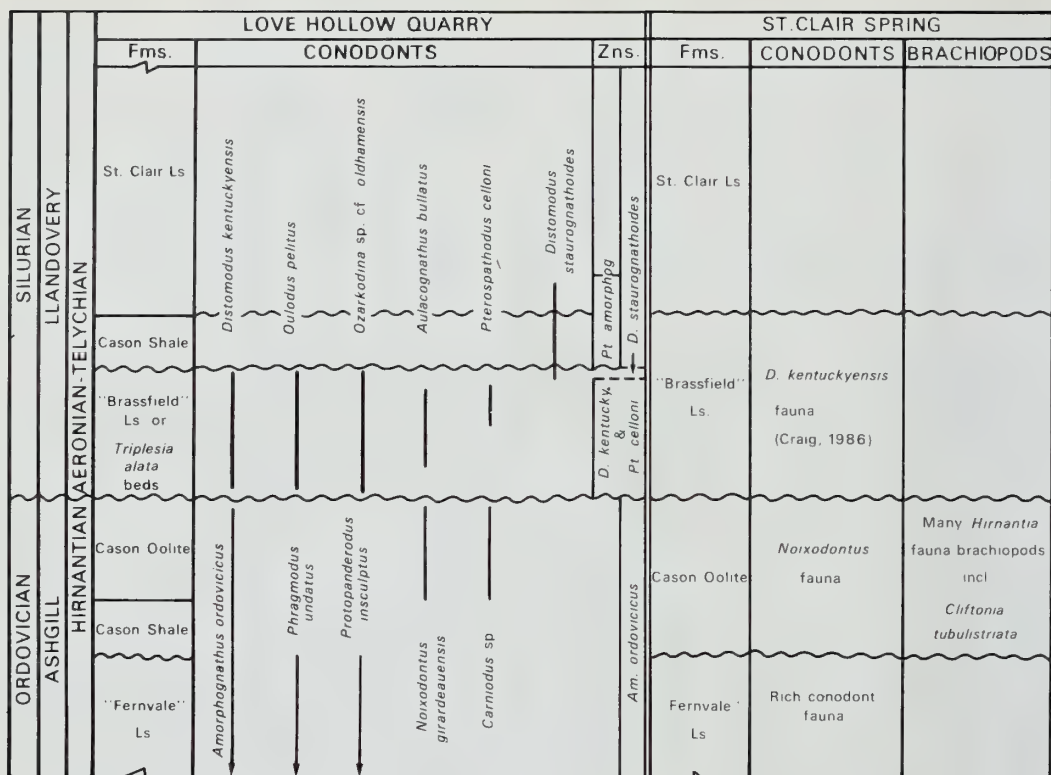 LOVE HOLLOW QUARRY
ST.CLAIR SPRING
Fms.
CONODONTS
Zns.
Fms.
CONODONTS
BRACHIOPODS
SILURIAN
LLANDOVERY
AERONIAN-TELYCHIAN
ORDOVICIAN
ASHGILL
HIRNANTIAN
St. Clair Ls
Cason Shale
"Brassfield"
Ls or
Triplesia
alata
beds
Cason Oolite
Cason Shale
"Fernvale"
Ls
Distomodus kentuckyensis
Oulodus pelitus
Ozarkodina sp. cf oldhamensis
Aulacognathus bullatus
Pterospathodus celloni
Distomodus
staurognathoides
Amorphognathus ordovicicus
Phragmodus
undatus
Protopanderodus
insculptus
Noixodontus
girardeauensis
Carniodus sp
Pt amorphog
D. staurognathoides
D. kentucky.
&
Pt celloni
Am. ordovicicus
St. Clair Ls
"Brassfield"
Ls.
Cason Oolite
Fernvale '
Ls
D. kentuckyensis
fauna
(Craig, 1986)
Noixodontus
fauna
Rich conodont
fauna
Many Hirnantia
fauna brachiopods
incl
Cliftonia
tubulistriata